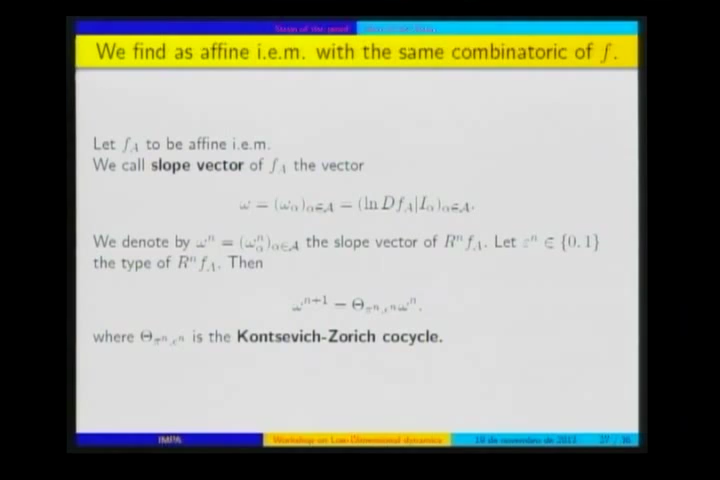 We find as affine i.e.m. with the same combinatoric of f.
Let f_A to be affine i.e.m.
We call slope vector of f_A the vector
ω = (ω_α)_{α∈𝒜} = (ln Df_A|I_α)_{α∈𝒜}.
We denote by ω^n = (ω^n_α)_{α∈𝒜} the slope vector of R^n f_A. Let ε^n ∈ {0, 1}
the type of R^n f_A. Then
ω^{n+1} = Θ_{π^n,ε^n} ω^n.
where Θ_{π^n,ε^n} is the Kontsevich-Zorich cocycle.
IMPA Workshop on Low-Dimensional dynamics